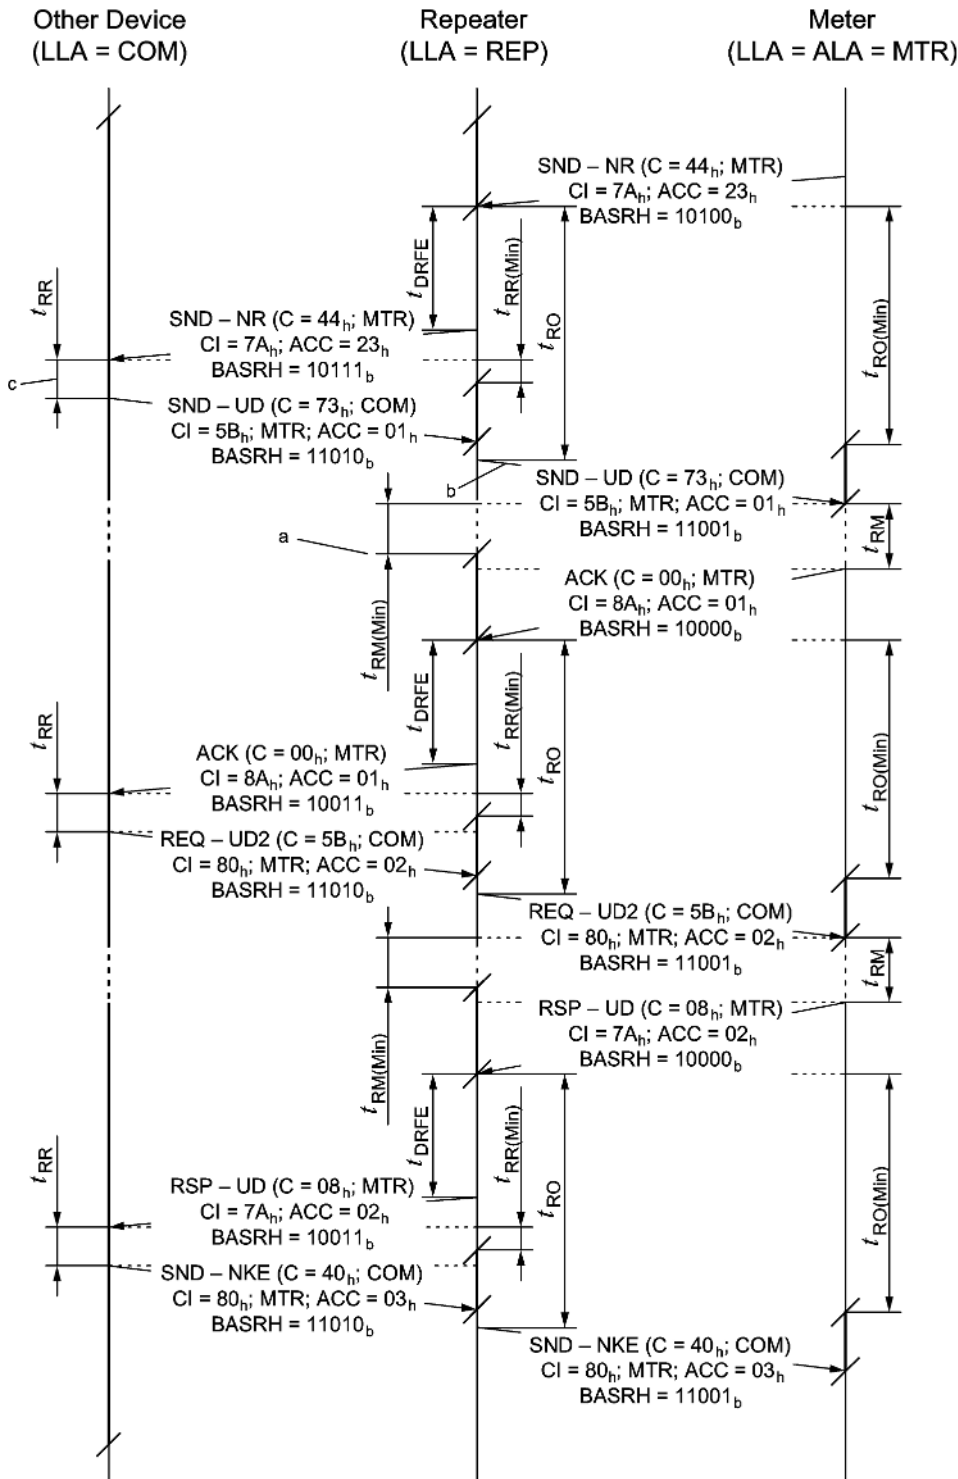 Other Device
(LLA = COM)
Repeater
(LLA = REP)
Meter
(LLA = ALA = MTR)
SND – NR (C = 44h; MTR)
CI = 7Ah; ACC = 23h
BASRH = 10100b
tDRFE
tRR(Min)
tRO
tRO(Min)
tRR
SND – NR (C = 44h; MTR)
CI = 7Ah; ACC = 23h
BASRH = 10111b
c
SND – UD (C = 73h; COM)
CI = 5Bh; MTR; ACC = 01h
BASRH = 11010b
b
SND – UD (C = 73h; COM)
CI = 5Bh; MTR; ACC = 01h
BASRH = 11001b
tRM
a
tRM(Min)
ACK (C = 00h; MTR)
CI = 8Ah; ACC = 01h
BASRH = 10000b
tDRFE
tRR(Min)
tRO
tRO(Min)
tRR
ACK (C = 00h; MTR)
CI = 8Ah; ACC = 01h
BASRH = 10011b
REQ – UD2 (C = 5Bh; COM)
CI = 80h; MTR; ACC = 02h
BASRH = 11010b
REQ – UD2 (C = 5Bh; COM)
CI = 80h; MTR; ACC = 02h
BASRH = 11001b
tRM
tRM(Min)
RSP – UD (C = 08h; MTR)
CI = 7Ah; ACC = 02h
BASRH = 10000b
tDRFE
tRR(Min)
tRO
tRO(Min)
tRR
RSP – UD (C = 08h; MTR)
CI = 7Ah; ACC = 02h
BASRH = 10011b
SND – NKE (C = 40h; COM)
CI = 80h; MTR; ACC = 03h
BASRH = 11010b
SND – NKE (C = 40h; COM)
CI = 80h; MTR; ACC = 03h
BASRH = 11001b